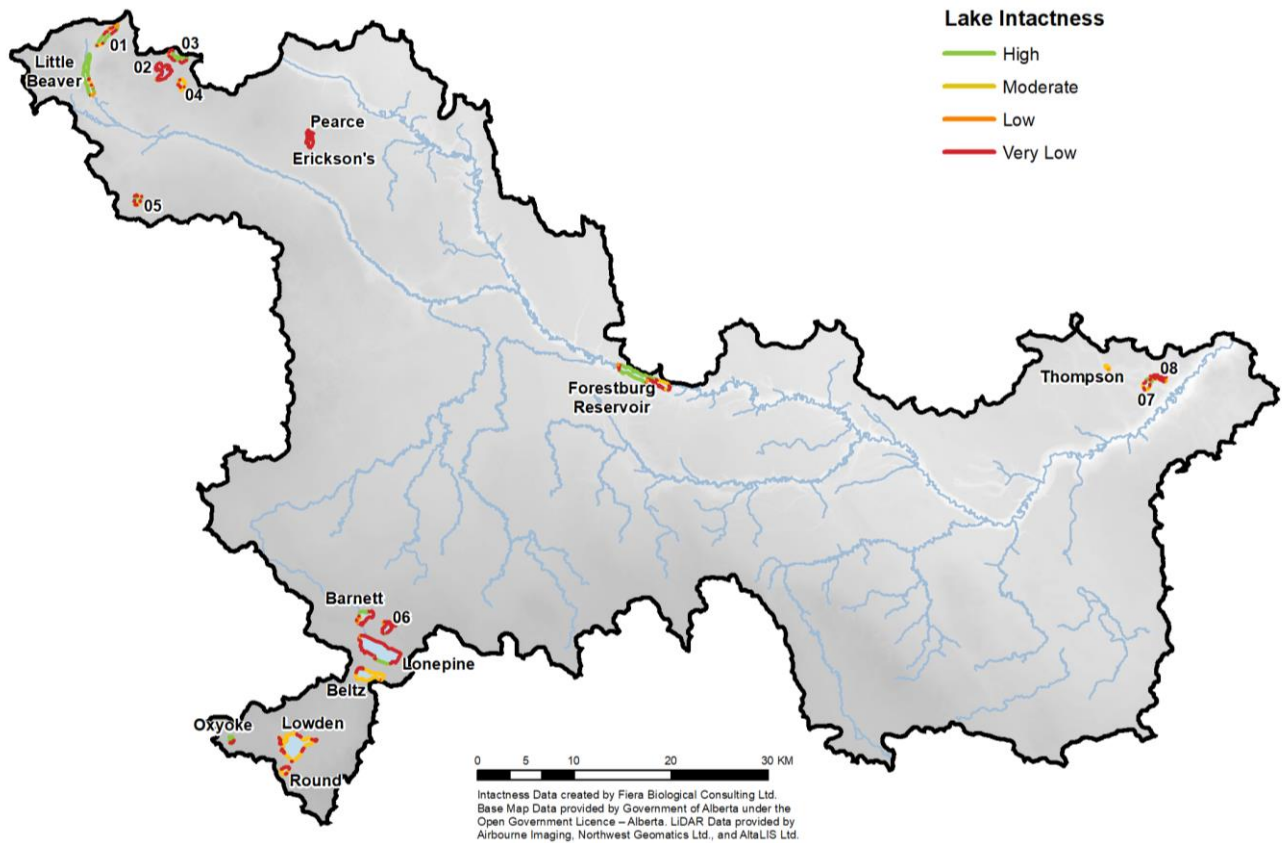 Lake Intactness
High
Moderate
Low
Very Low
01
03
02
04
Little
Beaver
Pearce
Erickson's
05
Forestburg
Reservoir
Thompson
08
07
Barnett
06
Lonepine
Beltz
Oxyoke
Lowden
Round
0 5 10 20 30 KM
Intactness Data created by Fiera Biological Consulting Ltd.
Base Map Data provided by Government of Alberta under the
Open Government Licence – Alberta. LiDAR Data provided by
Airbourne Imaging, Northwest Geomatics Ltd., and AltaLIS Ltd.